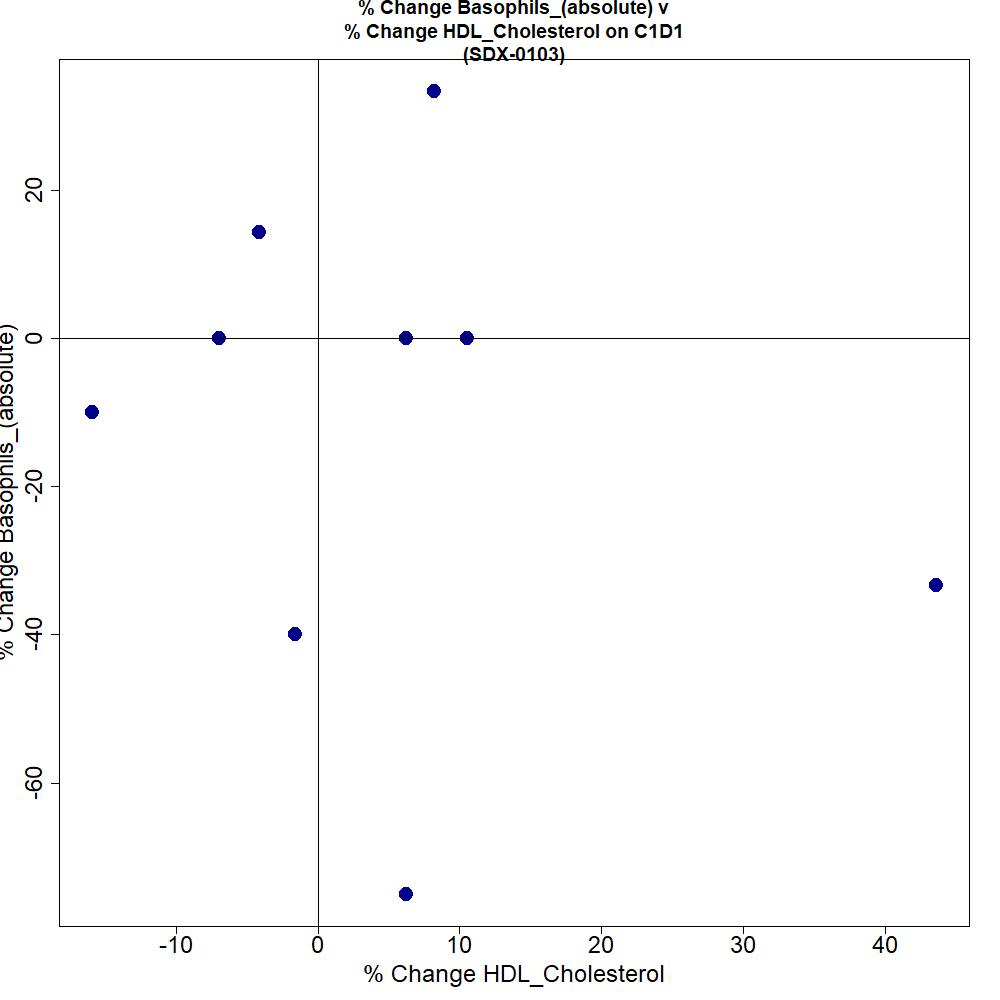 % Change Basophils_(absolute) v
% Change HDL_Cholesterol on C1D1
(SDX-0103)
% Change Basophils_(absolute)
20
0
-20
-40
-60
-10
0
10
20
30
40
% Change HDL_Cholesterol